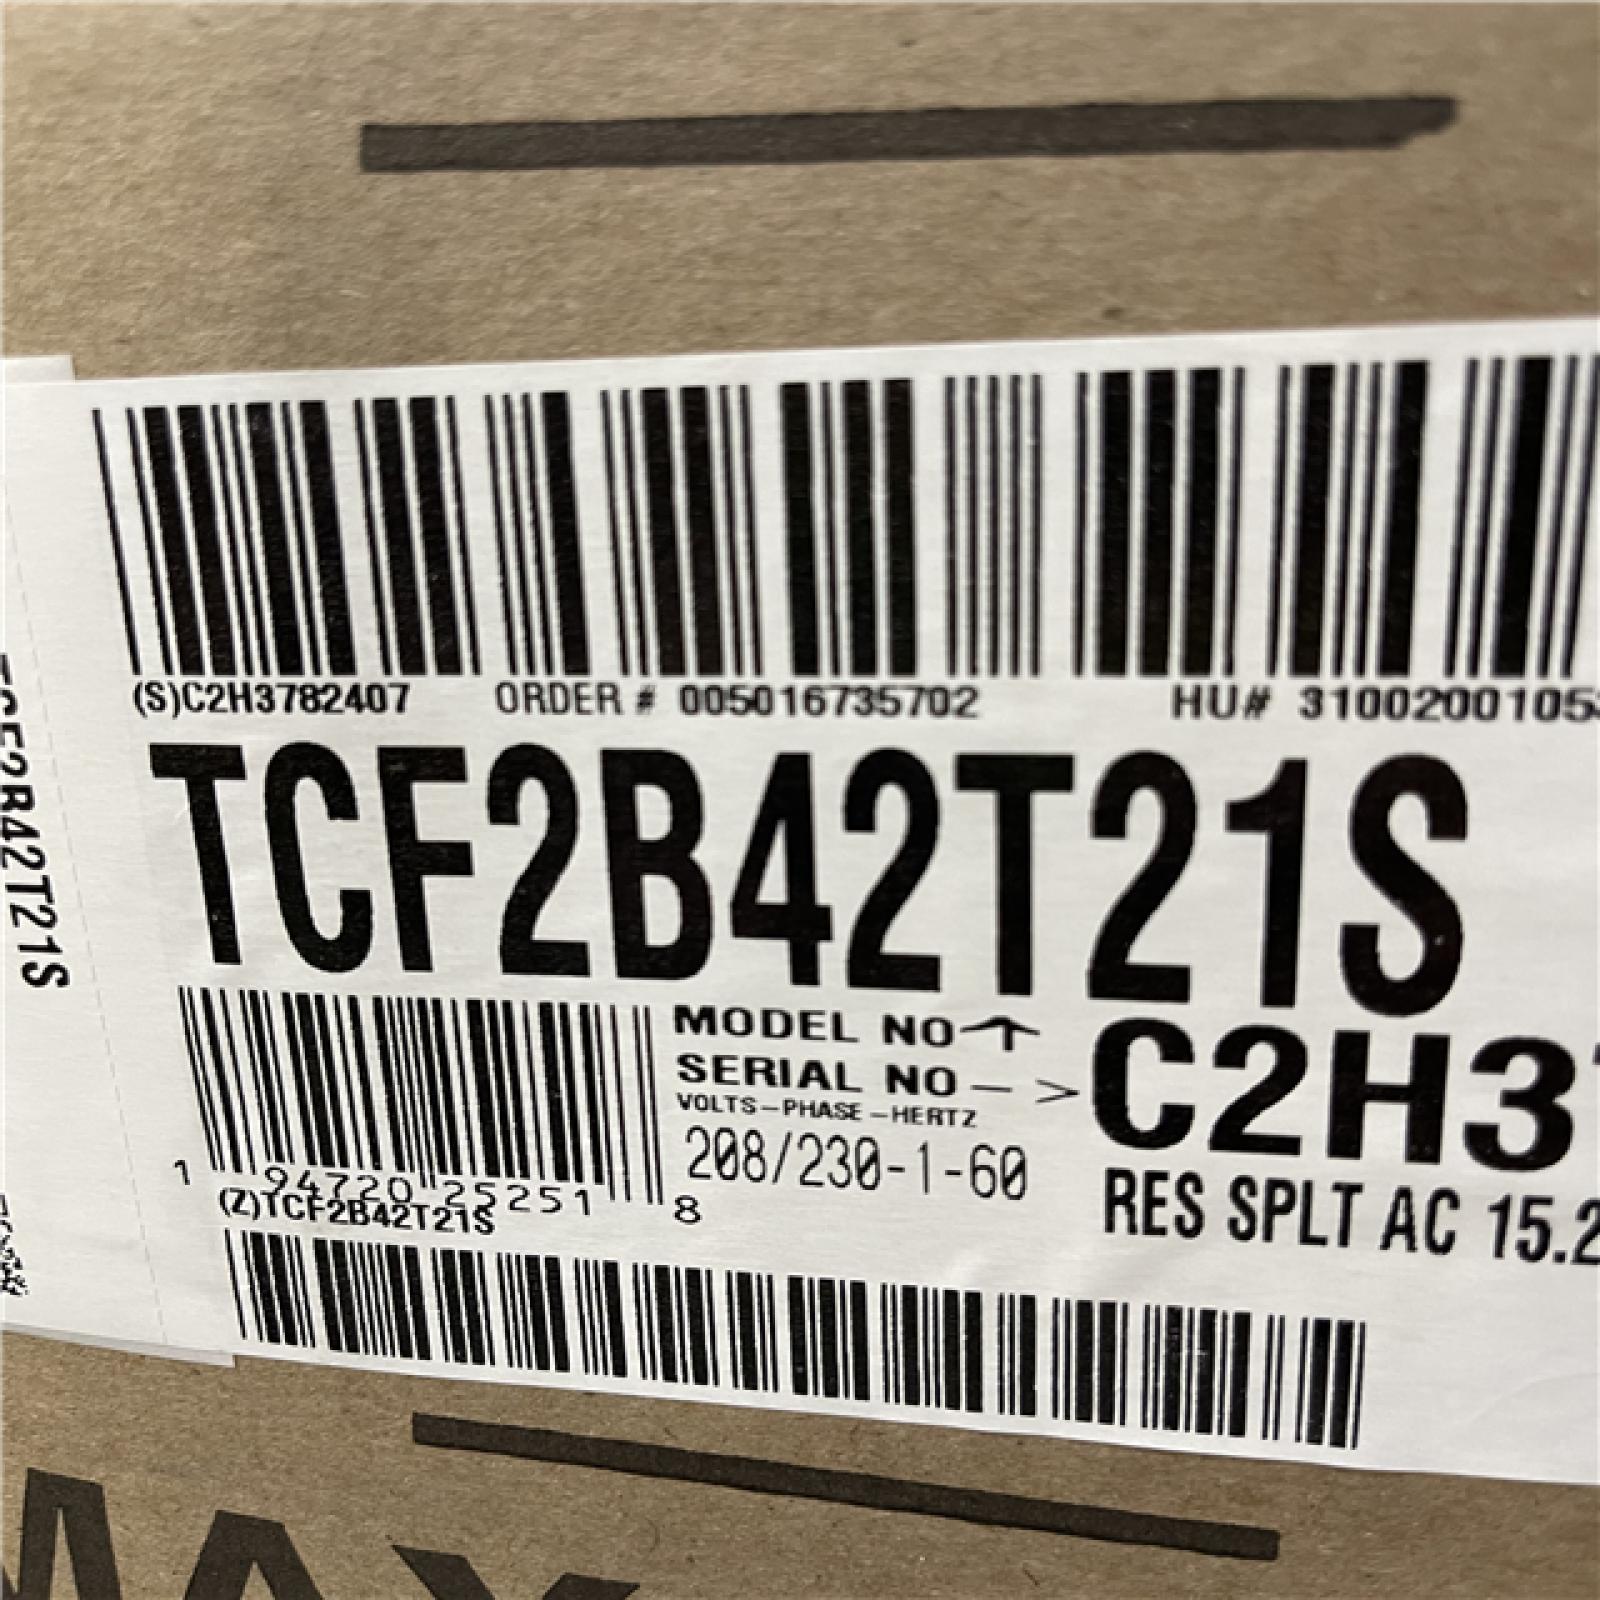 (S)C2H3782407 ORDER # 005016735702 HU# 3100200105
TCF2B42T21S
TCF2B42T21S
MODEL NO
SERIAL NO — > C2H3
VOLTS-PHASE-HERTZ
208/230-1-60
RES SPLT AC 15.2
1 94720 25251 8
(Z)TCF2B42T21S
MAX